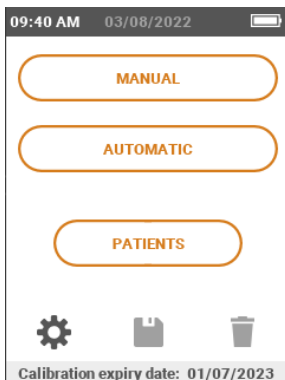 09:40 AM 03/08/2022
MANUAL
AUTOMATIC
PATIENTS
Calibration expiry date: 01/07/2023